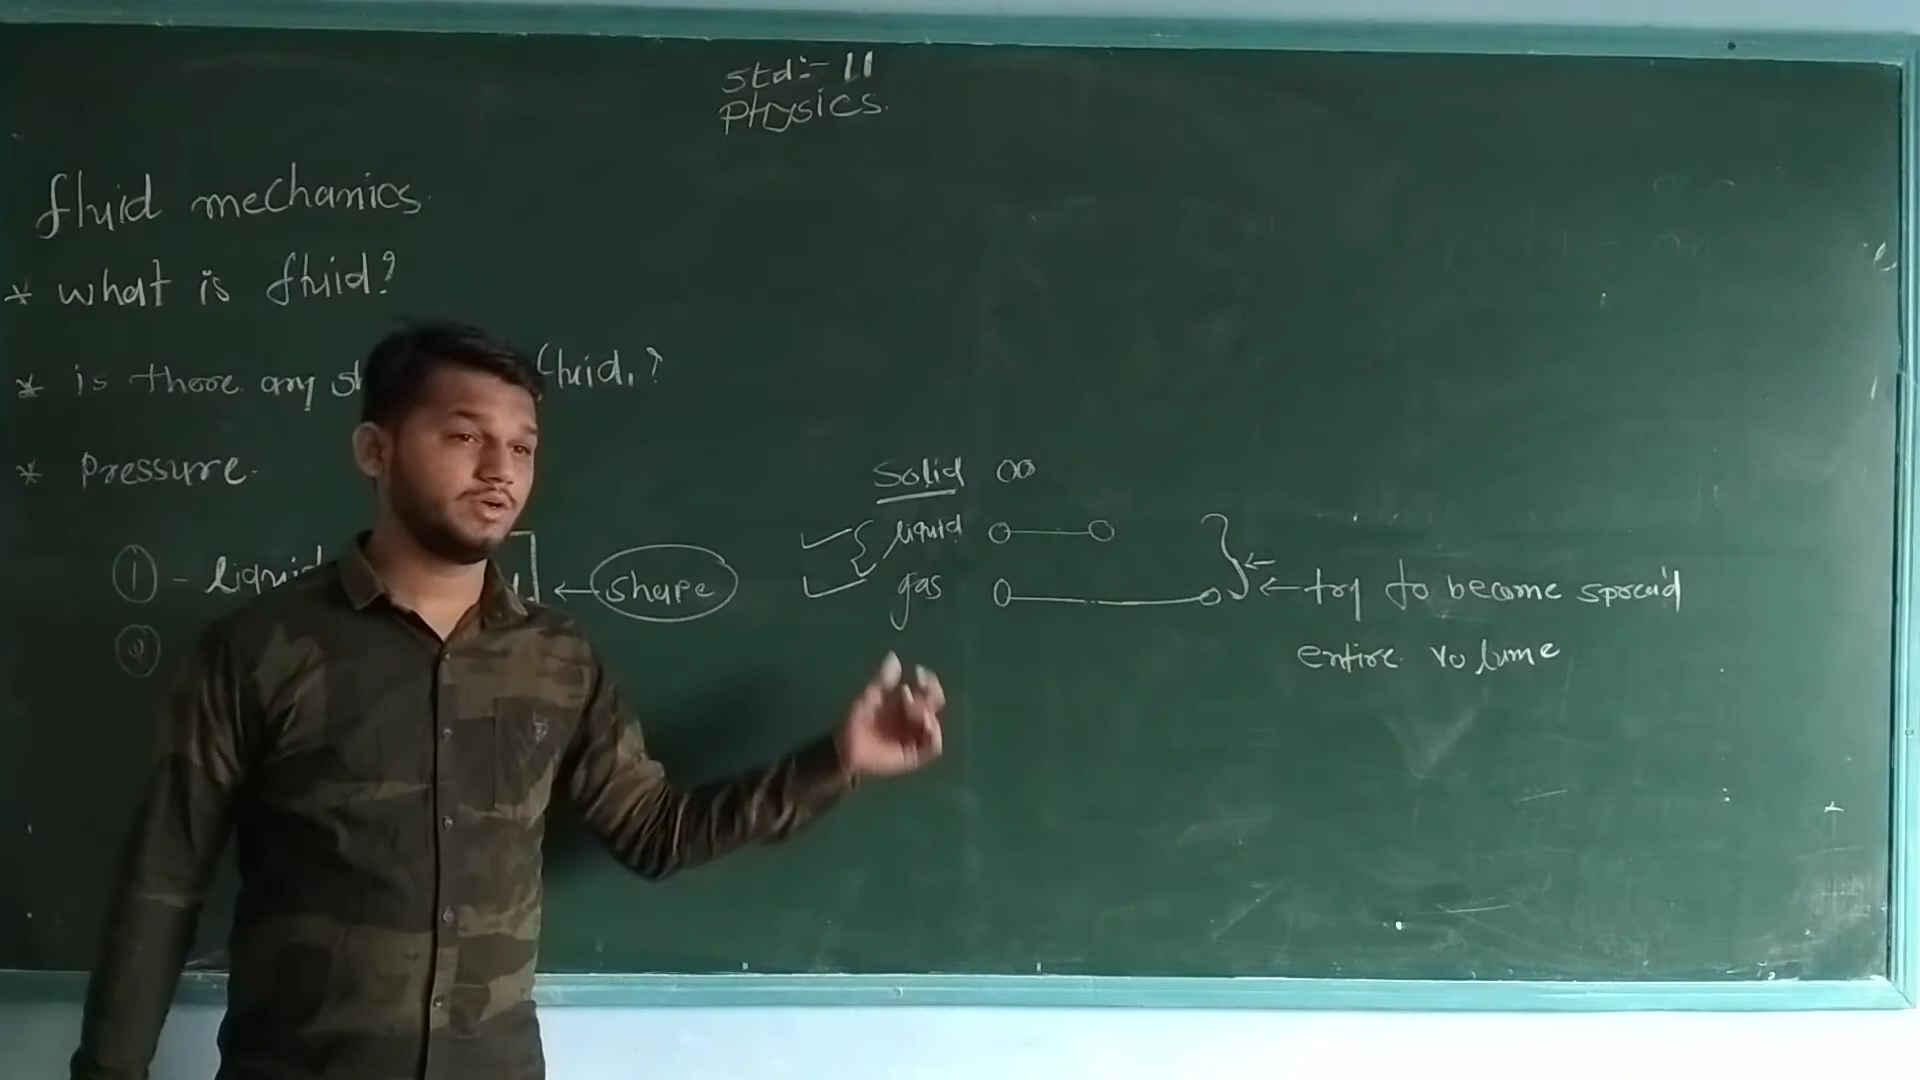 Std:- 11
Physics.
fluid mechanics.
* what is fluid?
* is there any fluid.?
* Pressure.
① - liquid ← shape
②
Solid
liquid
gas
← try to become spread
entire volume